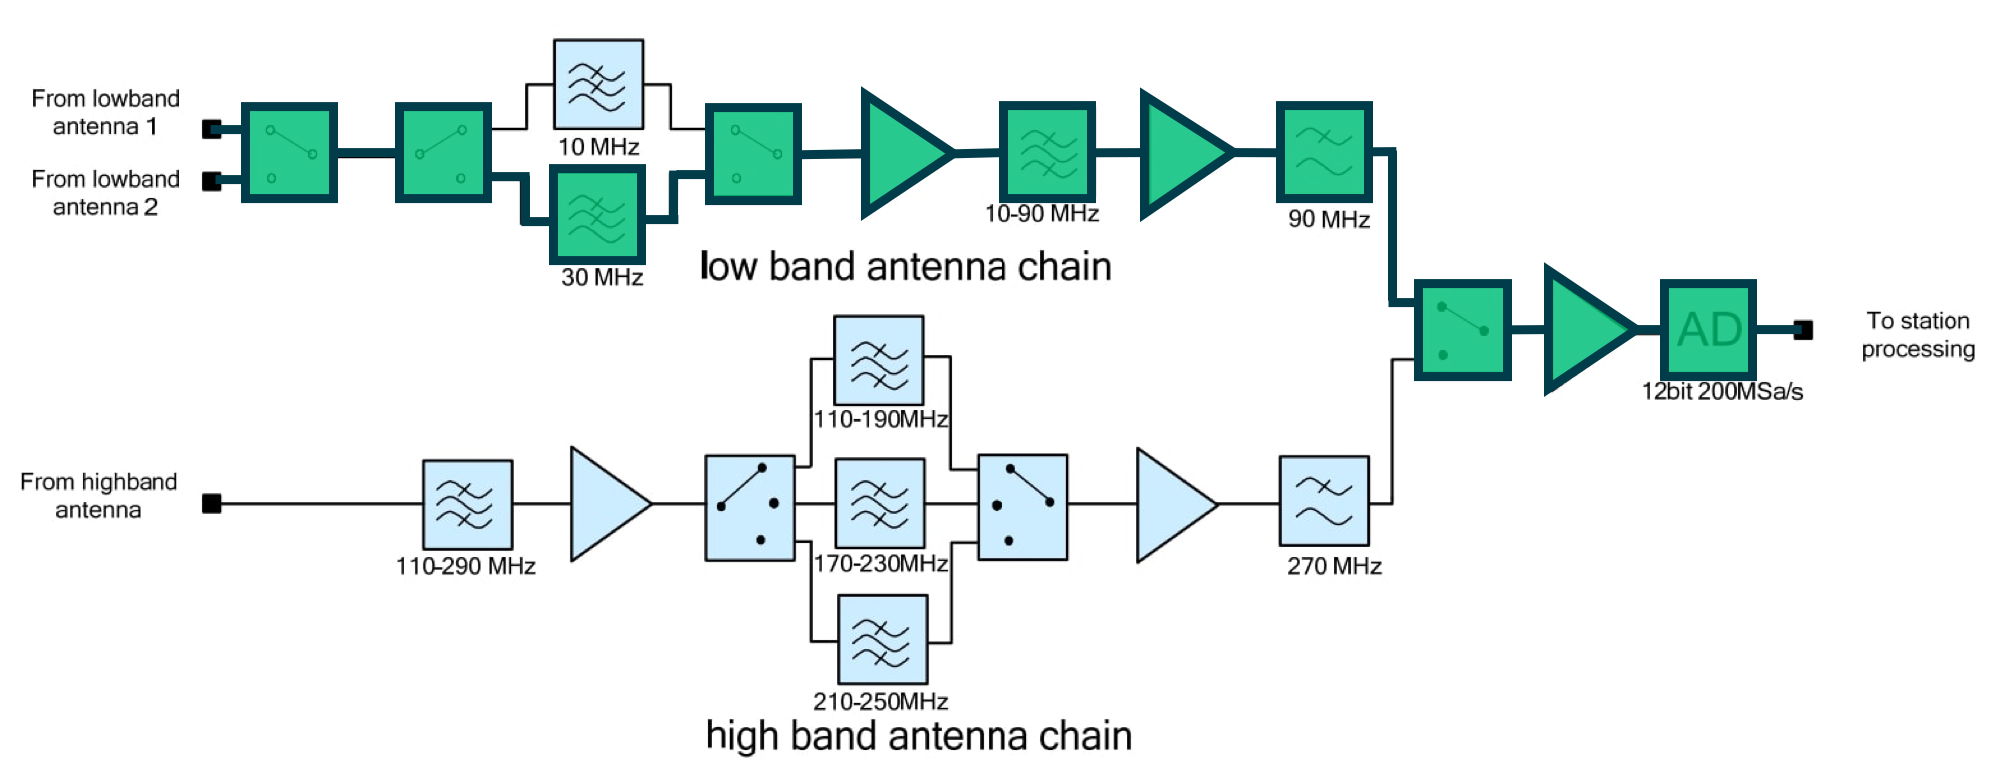 From lowband
antenna 1
10 MHz
From lowband
antenna 2
10-90 MHz
90 MHz
30 MHz
low band antenna chain
AD
To station
processing
12bit 200MSa/s
110-190MHz
From highband
antenna
110-290 MHz
170-230MHz
270 MHz
210-250MHz
high band antenna chain